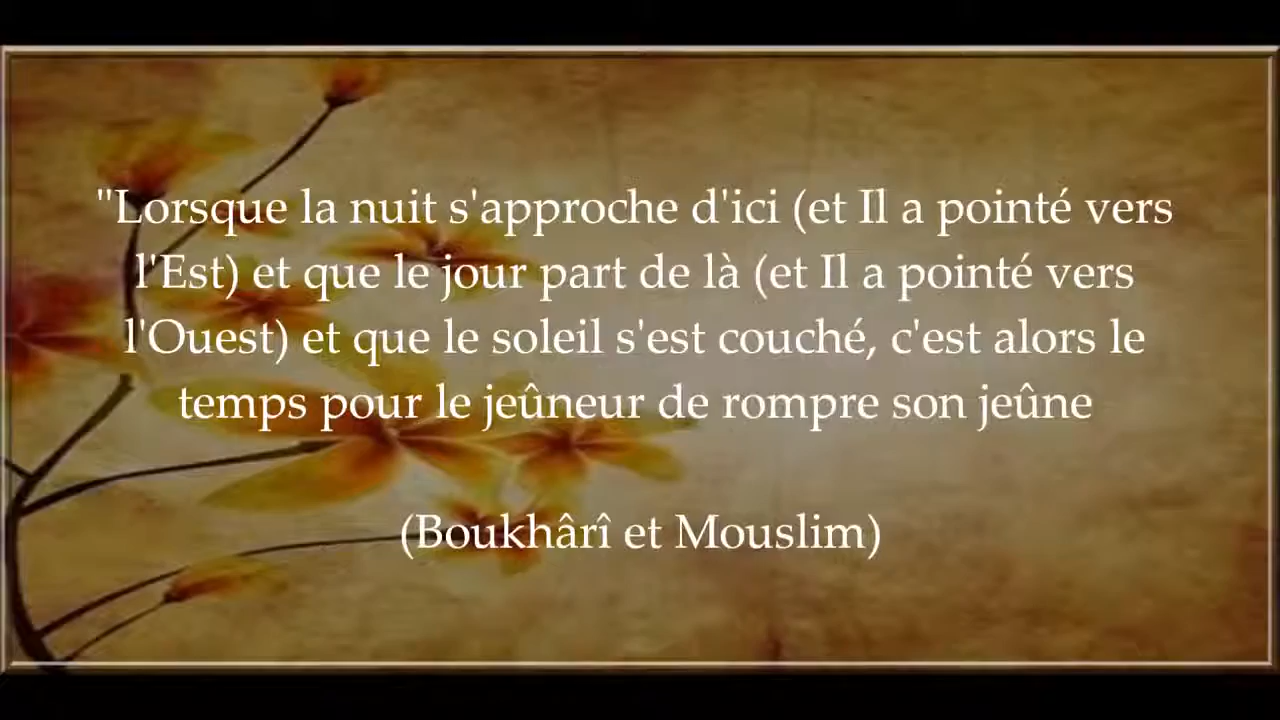 "Lorsque la nuit s'approche d'ici (et Il a pointé vers
l'Est) et que le jour part de là (et Il a pointé vers
l'Ouest) et que le soleil s'est couché, c'est alors le
temps pour le jeûneur de rompre son jeûne
(Boukhârî et Mouslim)